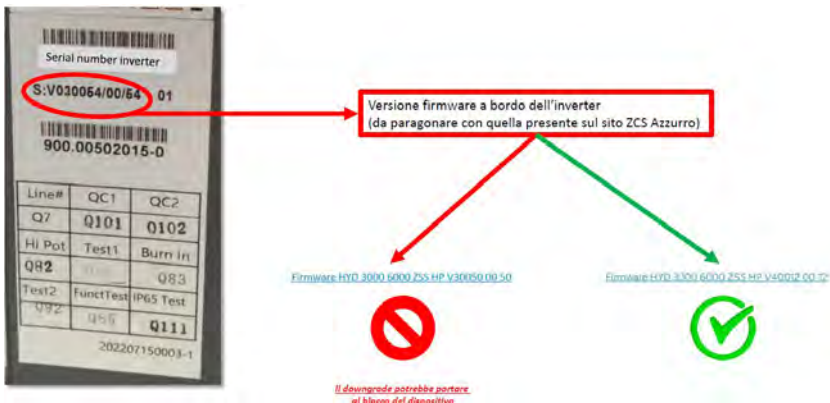 Serial number inverter
S:V030054/00/54 01
900.00502015-0
Line# QC1 QC2
Q7 Q101 Q102
Hi Pot Test1 Burn in
Q82 Q83
Test2 FunctTest IP65 Test
Q92 Q55 Q111
202207150003-1
Versione firmware a bordo dell'inverter
(da paragonare con quella presente sul sito ZCS Azzurro)
Firmware HYD 3000 6000 ZSS HP V30050 00 50
Firmware HYD 3300 6000 ZSS HP V40012 00 12
Il downgrade potrebbe portare
al blocco del dispositivo